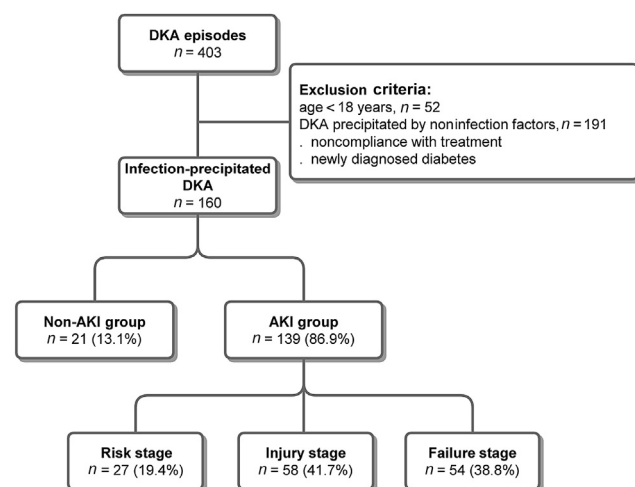 DKA episodes
n = 403
Exclusion criteria:
age < 18 years, n = 52
DKA precipitated by noninfection factors, n = 191
. noncompliance with treatment
. newly diagnosed diabetes
Infection-precipitated
DKA
n = 160
Non-AKI group
n = 21 (13.1%)
AKI group
n = 139 (86.9%)
Risk stage
n = 27 (19.4%)
Injury stage
n = 58 (41.7%)
Failure stage
n = 54 (38.8%)